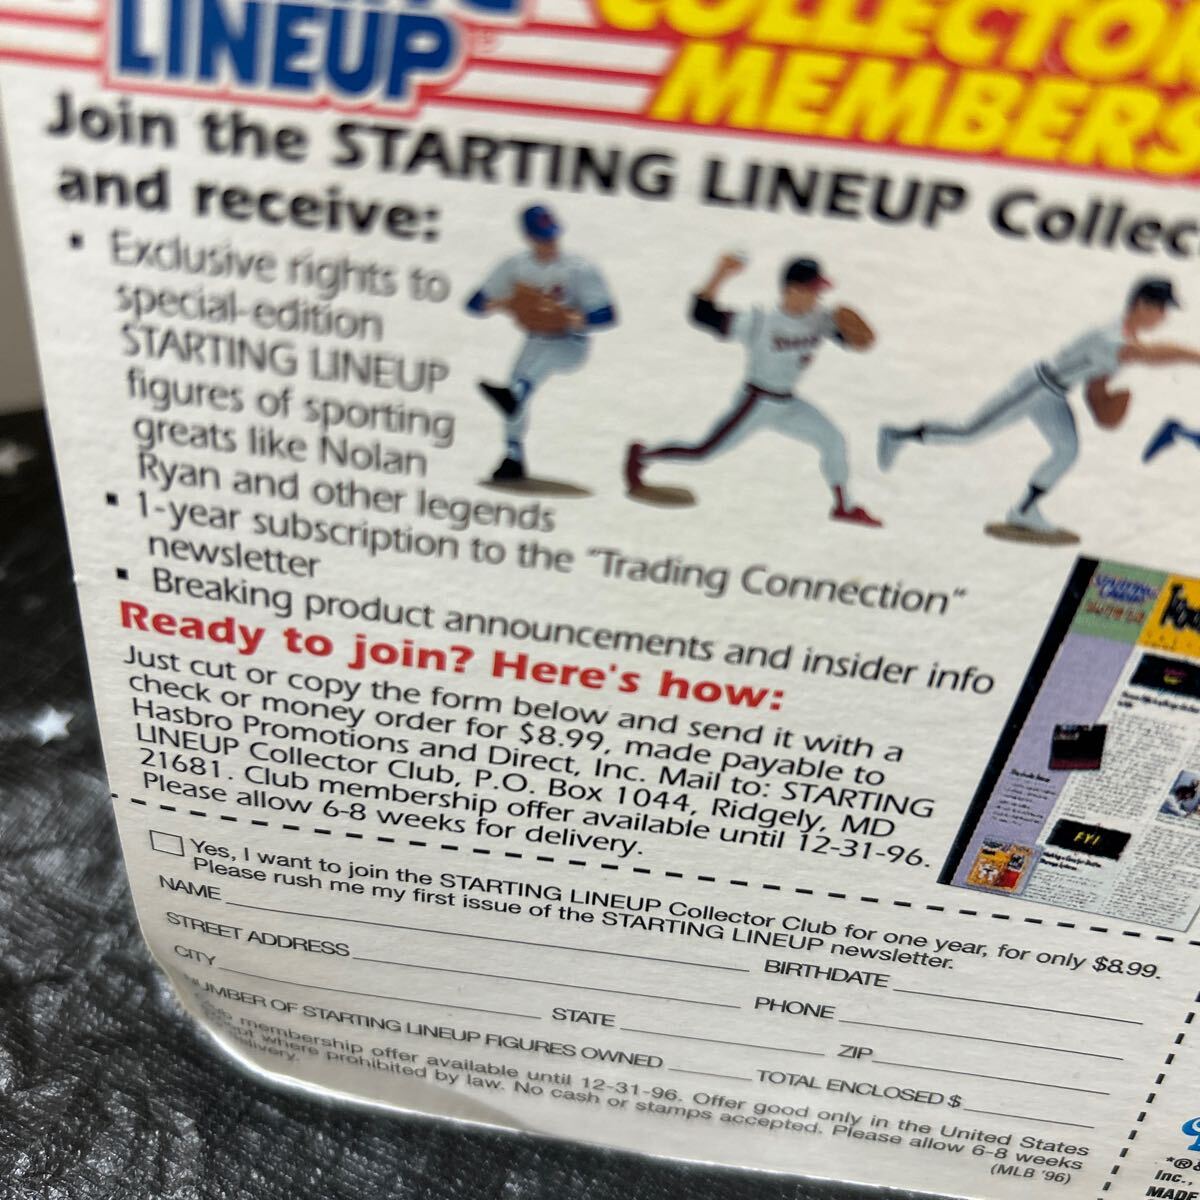 LINEUP
MEMBERS
Join the STARTING LINEUP
and receive:
▪ Exclusive rights to
special-edition
STARTING LINEUP
figures of sporting
greats like Nolan
Ryan and other legends
▪ 1-year subscription to the "Trading Connection"
newsletter
▪ Breaking product announcements and insider info
Ready to join? Here's how:
Just cut or copy the form below and send it with a
check or money order for $8.99, made payable to
Hasbro Promotions and Direct, Inc. Mail to: STARTING
LINEUP Collector Club, P.O. Box 1044, Ridgely, MD
21681. Club membership offer available until 12-31-96.
Please allow 6-8 weeks for delivery.
FYI
Yes, I want to join the STARTING LINEUP Collector Club for one year, for only $8.99.
Please rush me my first issue of the STARTING LINEUP newsletter.
NAME BIRTHDATE
STREET ADDRESS PHONE
CITY STATE ZIP
NUMBER OF STARTING LINEUP FIGURES OWNED TOTAL ENCLOSED $
membership offer available until 12-31-96. Offer good only in the United States
where prohibited by law. No cash or stamps accepted. Please allow 6-8 weeks
delivery.
(MLB '96)
Inc.,